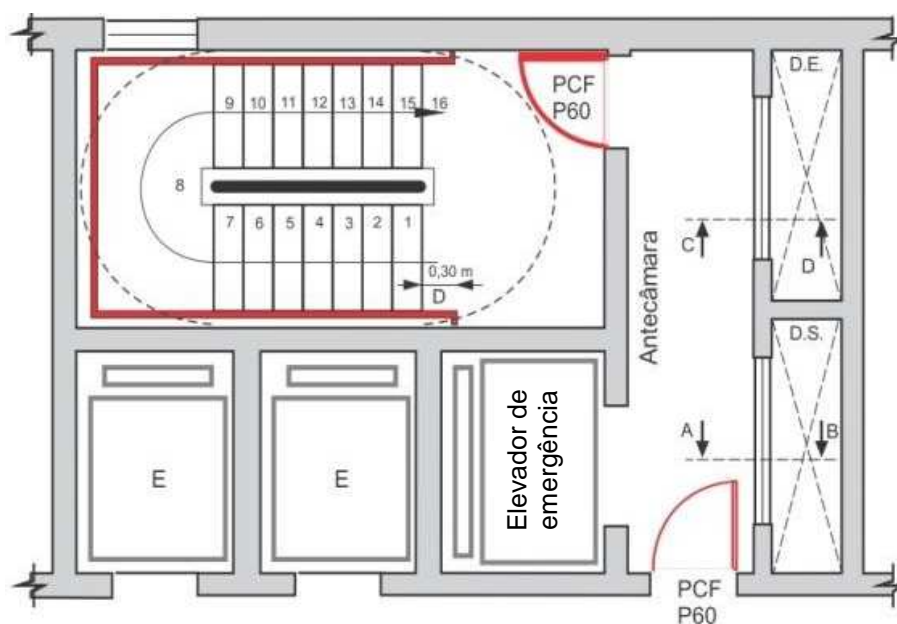 D.E.
PCF
P60
9 10 11 12 13 14 15 16
8
7 6 5 4 3 2 1
0,30 m
D
C
D
Antecâmara
D.S.
A
B
E
E
Elevador de
emergência
PCF
P60